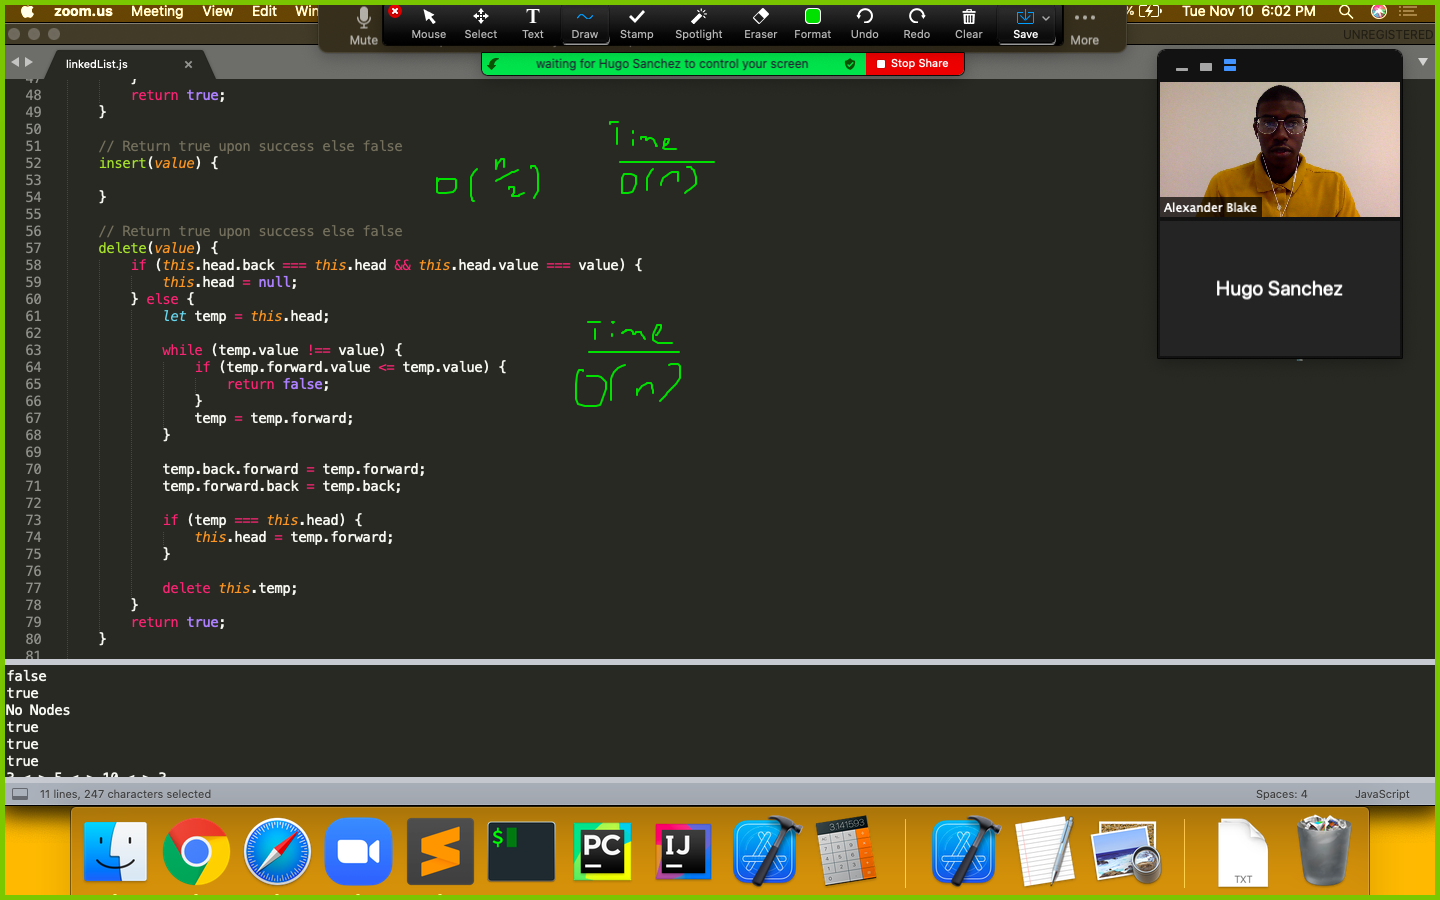 zoom.us Meeting View Edit Win
% Tue Nov 10 6:02 PM
Mute Mouse Select Text Draw Stamp Spotlight Eraser Format Undo Redo Clear Save More
UNREGISTERED
waiting for Hugo Sanchez to control your screen Stop Share
linkedList.js
47 }
48 return true;
49 }
50
51 // Return true upon success else false
52 insert(value) {
53
54 }
55
56 // Return true upon success else false
57 delete(value) {
58 if (this.head.back === this.head && this.head.value === value) {
59 this.head = null;
60 } else {
61 let temp = this.head;
62
63 while (temp.value !== value) {
64 if (temp.forward.value <= temp.value) {
65 return false;
66 }
67 temp = temp.forward;
68 }
69
70 temp.back.forward = temp.forward;
71 temp.forward.back = temp.back;
72
73 if (temp === this.head) {
74 this.head = temp.forward;
75 }
76
77 delete this.temp;
78 }
79 return true;
80 }
81
O(n/2)
Time
O(n)
Time
O(n)
Alexander Blake
Hugo Sanchez
false
true
No Nodes
true
true
true
3 <-> 5 <-> 10 <-> 3
11 lines, 247 characters selected Spaces: 4 JavaScript
$
PC
IJ
3.141593
TXT